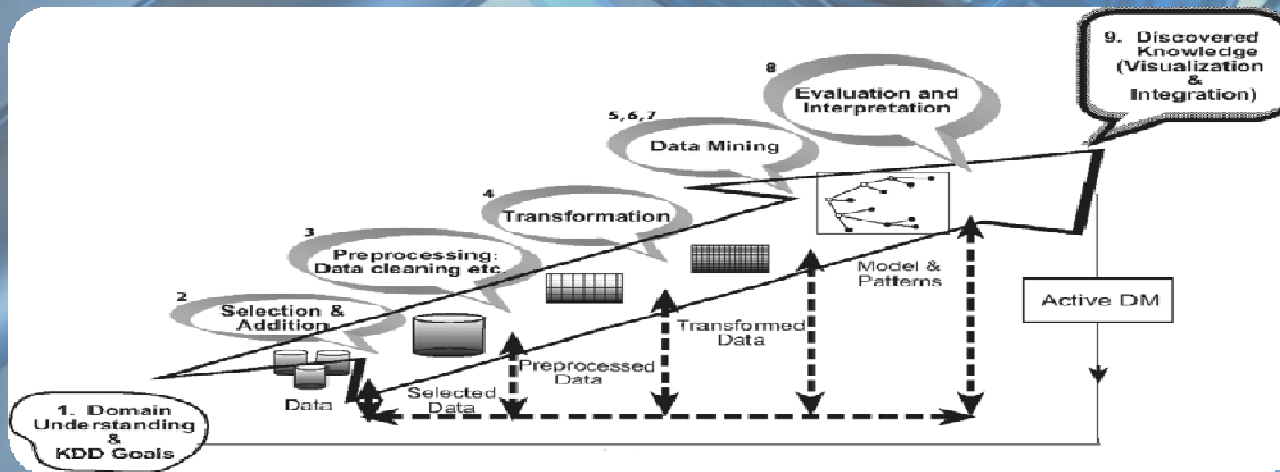 9. Discovered
Knowledge
(Visualization
&
Integration)
8
Evaluation and
Interpretation
5,6,7
Data Mining
4
Transformation
3
Preprocessing:
Data cleaning etc.
2
Selection &
Addition
Data
Selected
Data
Preprocessed
Data
Transformed
Data
Model &
Patterns
Active DM
1. Domain
Understanding
&
KDD Goals